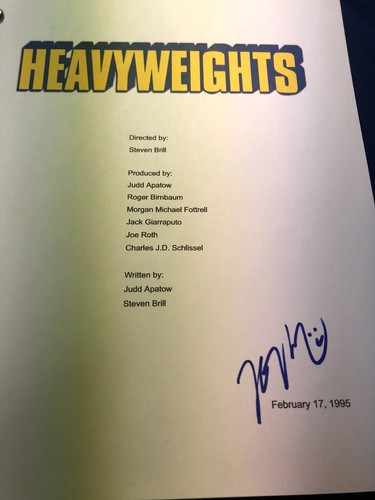 HEAVYWEIGHTS
Directed by:
Steven Brill
Produced by:
Judd Apatow
Roger Birnbaum
Morgan Michael Fottrell
Jack Giarraputo
Joe Roth
Charles J.D. Schlissel
Written by:
Judd Apatow
Steven Brill
February 17, 1995